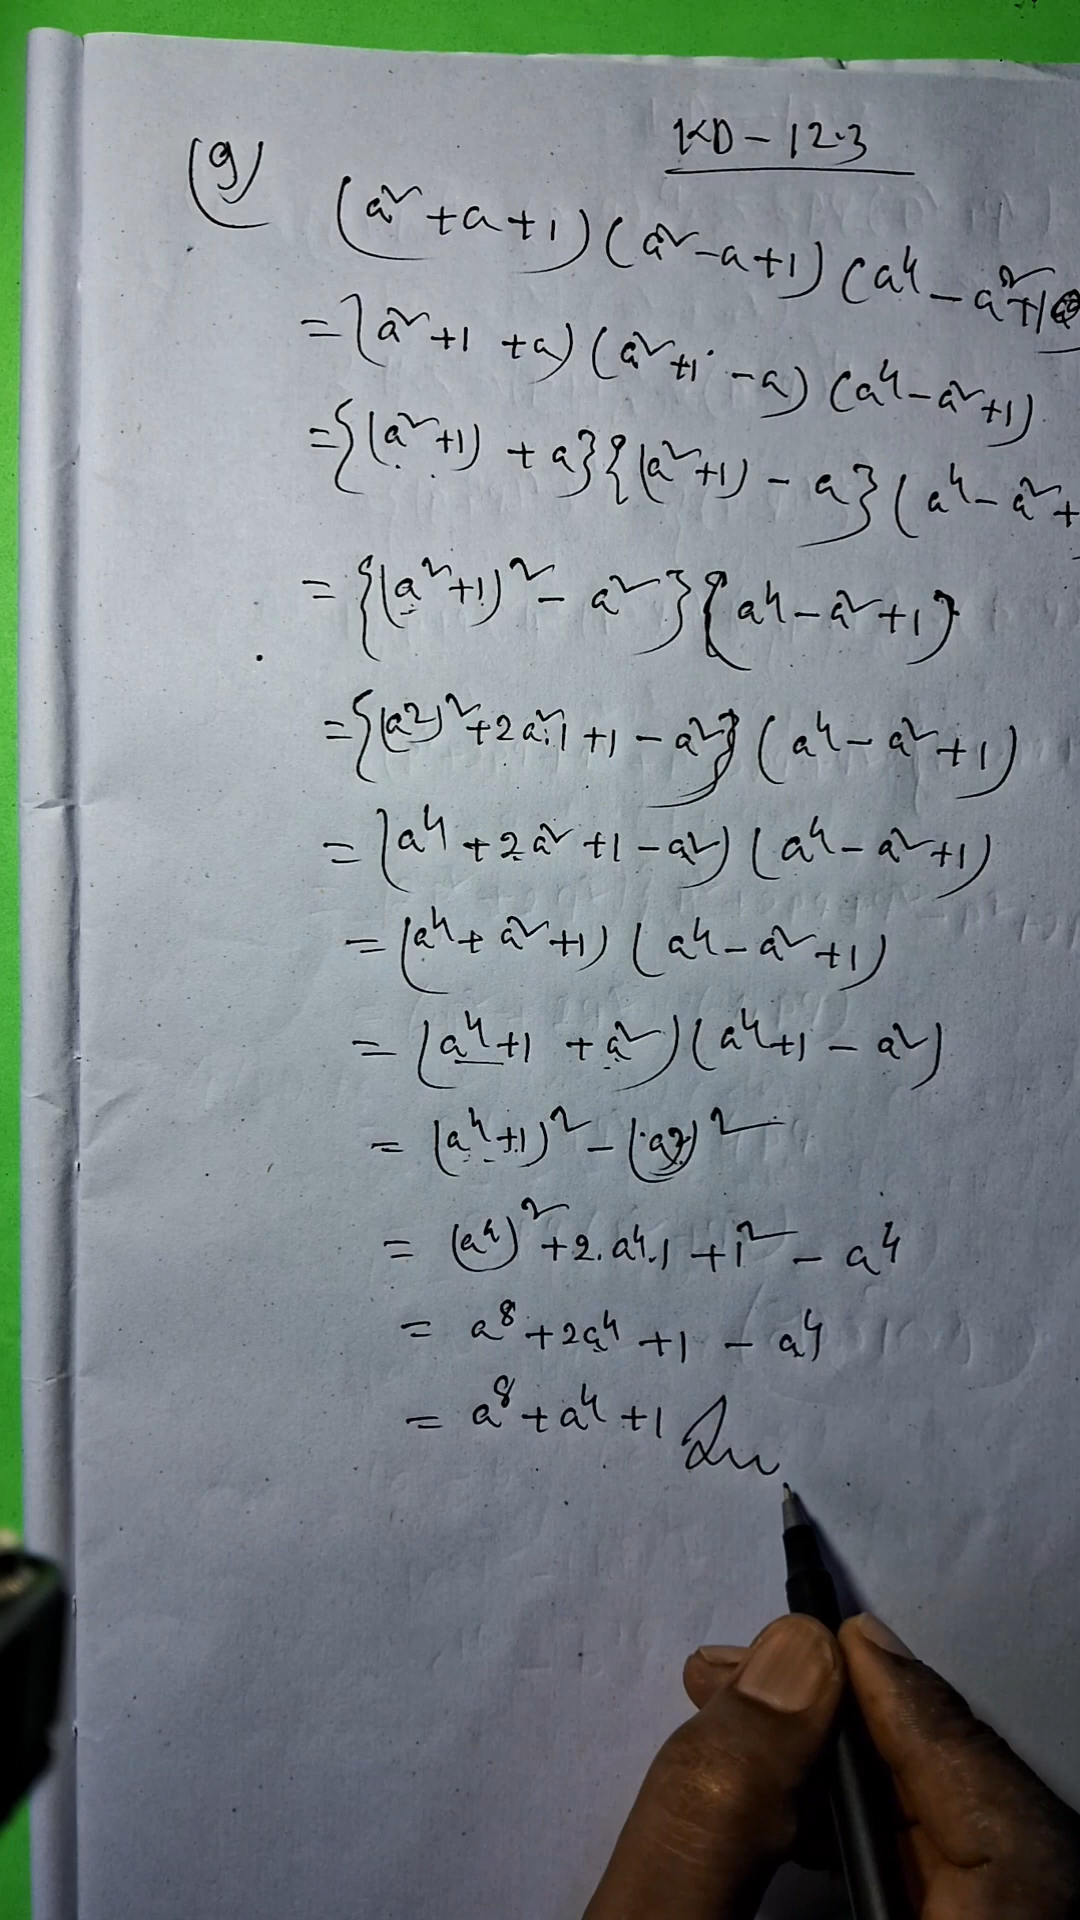 KD - 12.3
(g)
(a² + a + 1) (a² - a + 1) (a⁴ - a² + 1)
= (a² + 1 + a) (a² + 1 - a) (a⁴ - a² + 1)
= {(a² + 1) + a} {(a² + 1) - a} (a⁴ - a² +
= {(a² + 1)² - a²} {a⁴ - a² + 1}
= {(a²)² + 2a².1 + 1 - a²} (a⁴ - a² + 1)
= (a⁴ + 2a² + 1 - a²) (a⁴ - a² + 1)
= (a⁴ + a² + 1) (a⁴ - a² + 1)
= (a⁴ + 1 + a²) (a⁴ + 1 - a²)
= (a⁴ + 1)² - (a²)²
= (a⁴)² + 2.a⁴.1 + 1² - a⁴
= a⁸ + 2a⁴ + 1 - a⁴
= a⁸ + a⁴ + 1